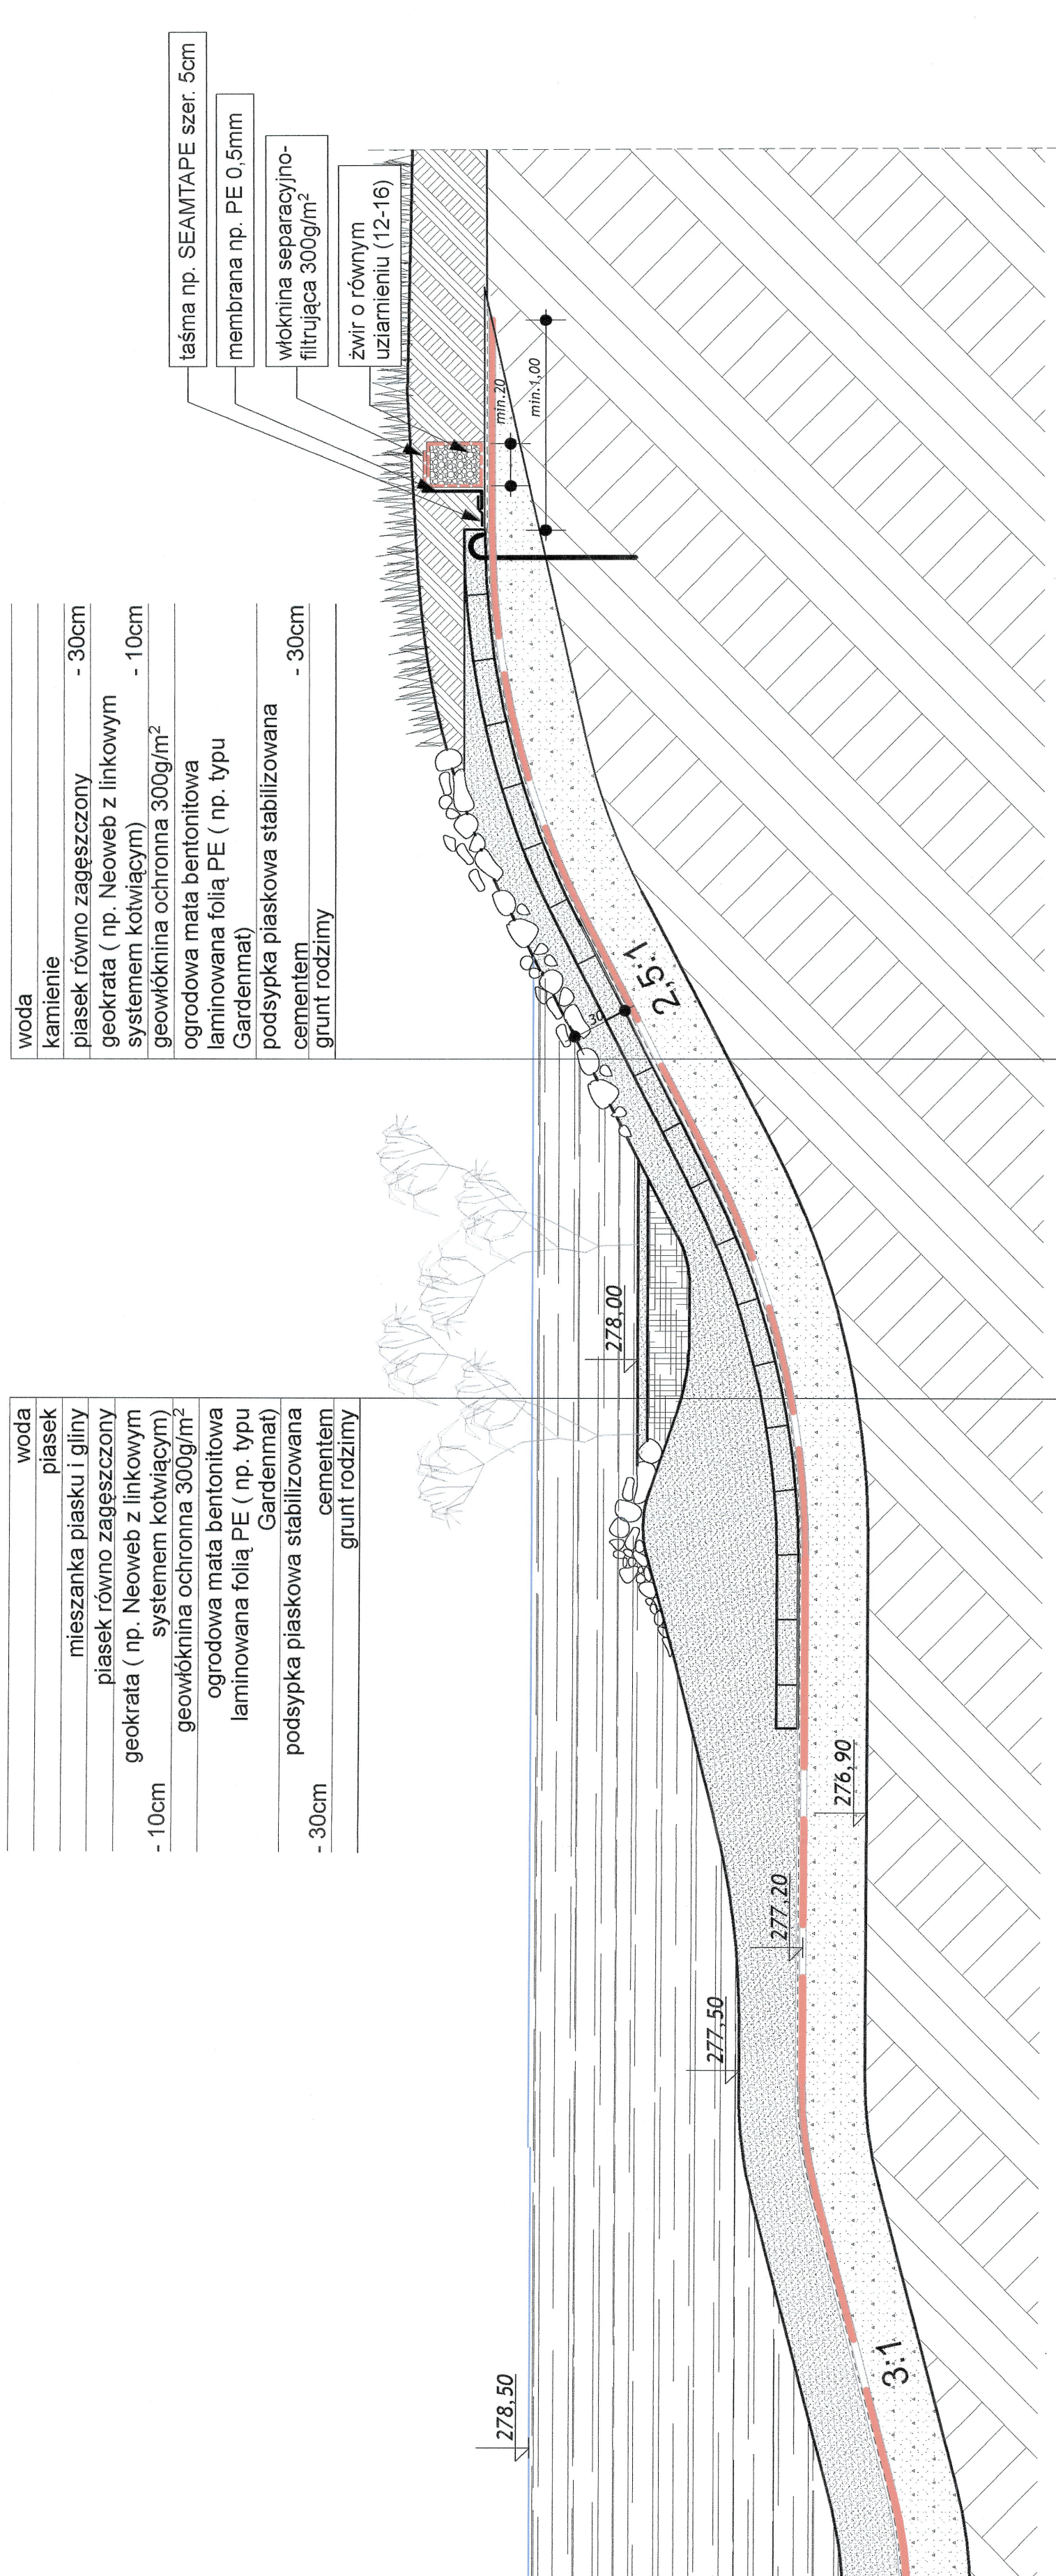 taśma np. SEAMTAPE szer. 5cm
membrana np. PE 0,5mm
włoknina separacyjno-
filtrująca 300g/m²
żwir o równym
uziarnieniu (12-16)
woda
kamienie
piasek równo zagęszczony - 30cm
geokrata ( np. Neoweb z linkowym
systemem kotwiącym) - 10cm
geowłóknina ochronna 300g/m²
ogrodowa mata bentonitowa
laminowana folią PE ( np. typu
Gardenmat)
podsypka piaskowa stabilizowana
cementem - 30cm
grunt rodzimy
woda
piasek
mieszanka piasku i gliny
piasek równo zagęszczony
geokrata ( np. Neoweb z linkowym
- 10cm systemem kotwiącym)
geowłóknina ochronna 300g/m²
ogrodowa mata bentonitowa
laminowana folią PE ( np. typu
Gardenmat)
podsypka piaskowa stabilizowana
- 30cm cementem
grunt rodzimy
min.20
min.1,00
30
2,5:1
278,00
276,90
277,20
277,50
278,50
3:1